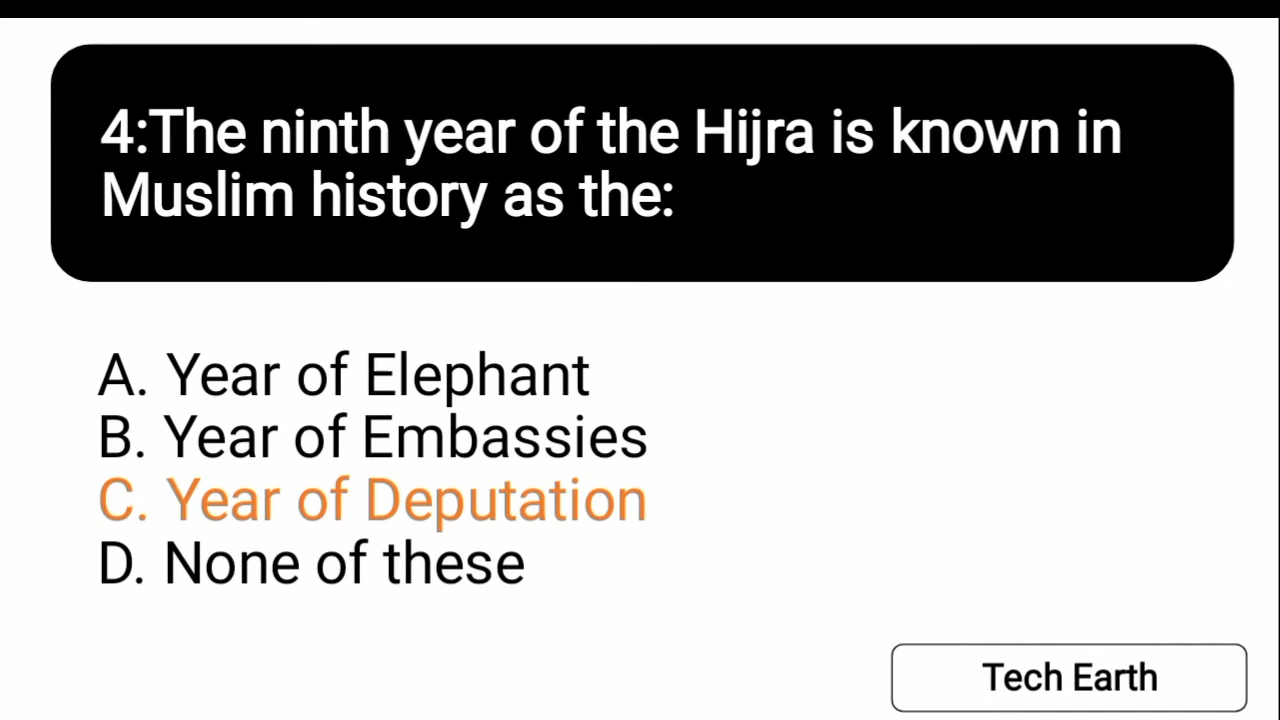 4:The ninth year of the Hijra is known in
Muslim history as the:
A. Year of Elephant
B. Year of Embassies
C. Year of Deputation
D. None of these
Tech Earth